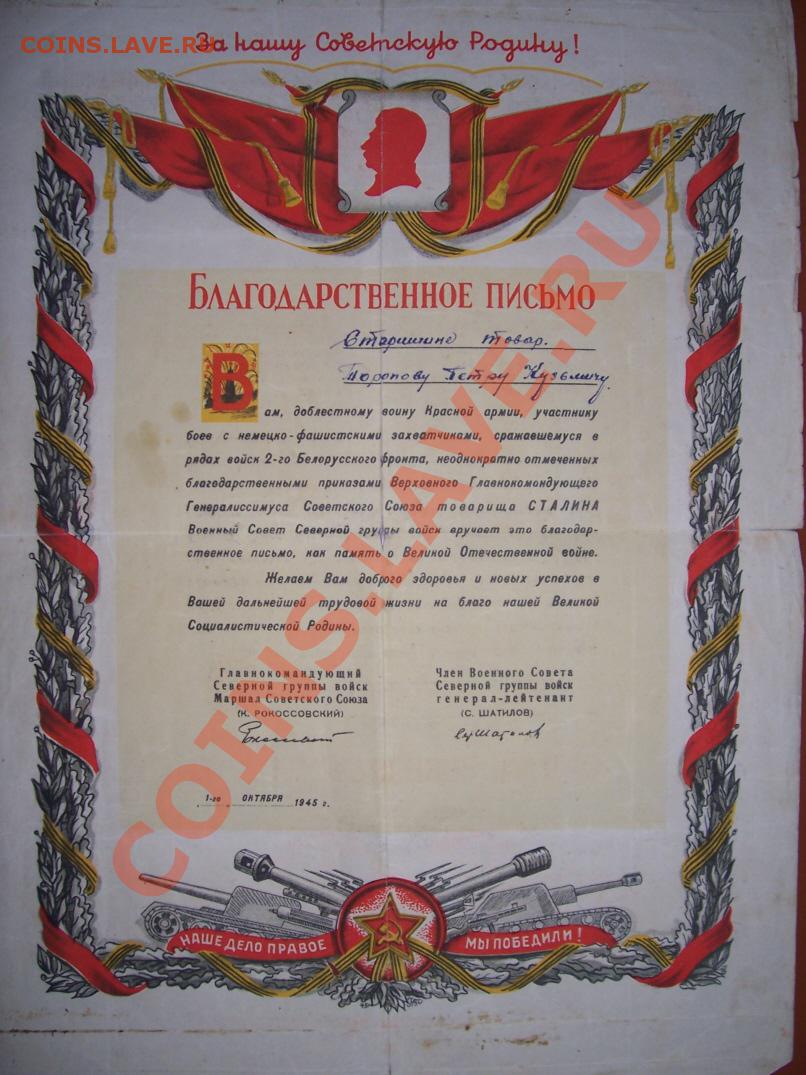 За нашу Советскую Родину!
COINS.LAVE.RU
БЛАГОДАРСТВЕННОЕ ПИСЬМО
Старшине товар.
Торопову Петру Кузьмичу.
Вам, доблестному воину Красной армии, участнику
боев с немецко-фашистскими захватчиками, сражавшемуся в
рядах войск 2-го Белорусского фронта, неоднократно отмеченных
благодарственными приказами Верховного Главнокомондующего
Генералиссимуса Советского Союза товарища СТАЛИНА
Военный Совет Северной группы войск вручает это благодар-
ственное письмо, как память о Великой Отечественной войне.
Желаем Вам доброго здоровья и новых успехов в
Вашей дальнейшей трудовой жизни на благо нашей Великой
Социалистической Родины.
Главнокомандующий
Северной группы войск
Маршал Советского Союза
(К. РОКОССОВСКИЙ)
Член Военного Совета
Северной группы войск
генерал-лейтенант
(С. ШАТИЛОВ)
1-го ОКТЯБРЯ 1945 г.
НАШЕ ДЕЛО ПРАВОЕ
МЫ ПОБЕДИЛИ!
COINS.LAVE.RU